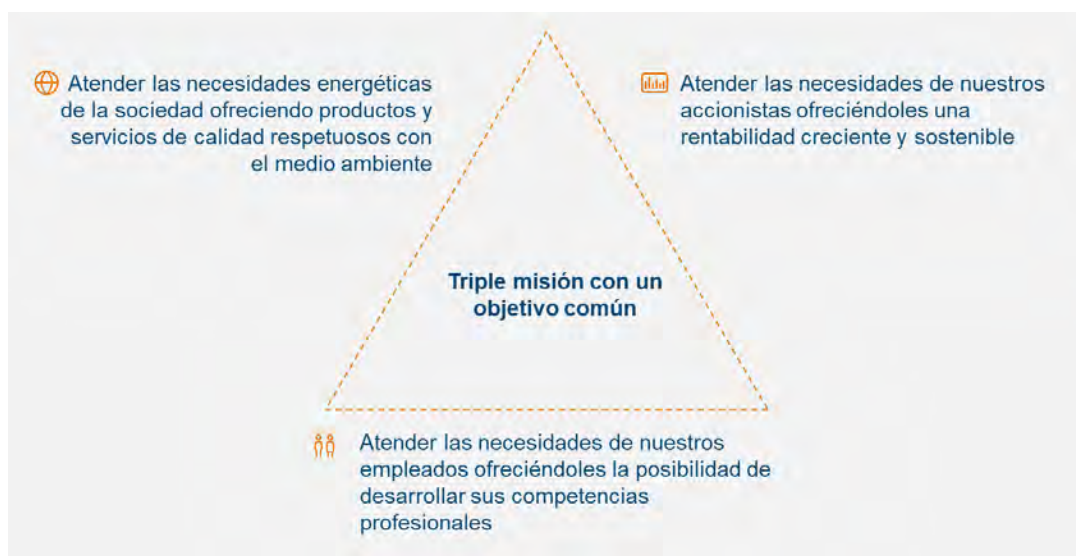 Atender las necesidades energéticas
de la sociedad ofreciendo productos y
servicios de calidad respetuosos con
el medio ambiente
Atender las necesidades de nuestros
accionistas ofreciéndoles una
rentabilidad creciente y sostenible
Triple misión con un
objetivo común
Atender las necesidades de nuestros
empleados ofreciéndoles la posibilidad de
desarrollar sus competencias
profesionales